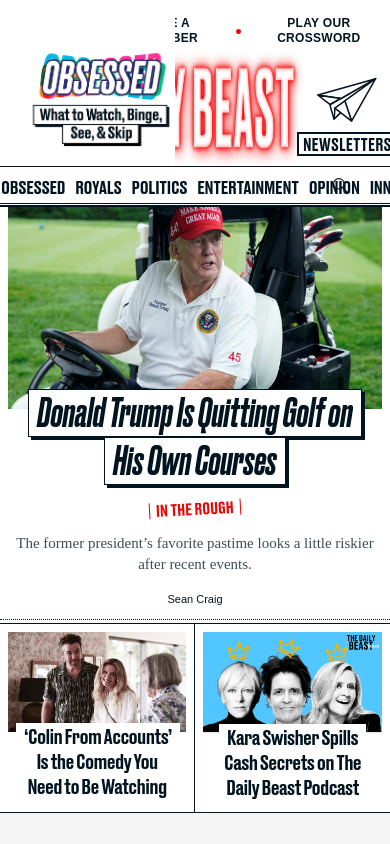 E A
BER
PLAY OUR
CROSSWORD
OBSESSED
What to Watch, Binge,
See, & Skip
Y BEAST
NEWSLETTERS
OBSESSED ROYALS POLITICS ENTERTAINMENT OPINION INN
MAKE AMERICA
GREAT AGAIN
45
Donald Trump Is Quitting Golf on
His Own Courses
IN THE ROUGH
The former president’s favorite pastime looks a little riskier
after recent events.
Sean Craig
THE DAILY
BEAST
‘Colin From Accounts’
Is the Comedy You
Need to Be Watching
Kara Swisher Spills
Cash Secrets on The
Daily Beast Podcast